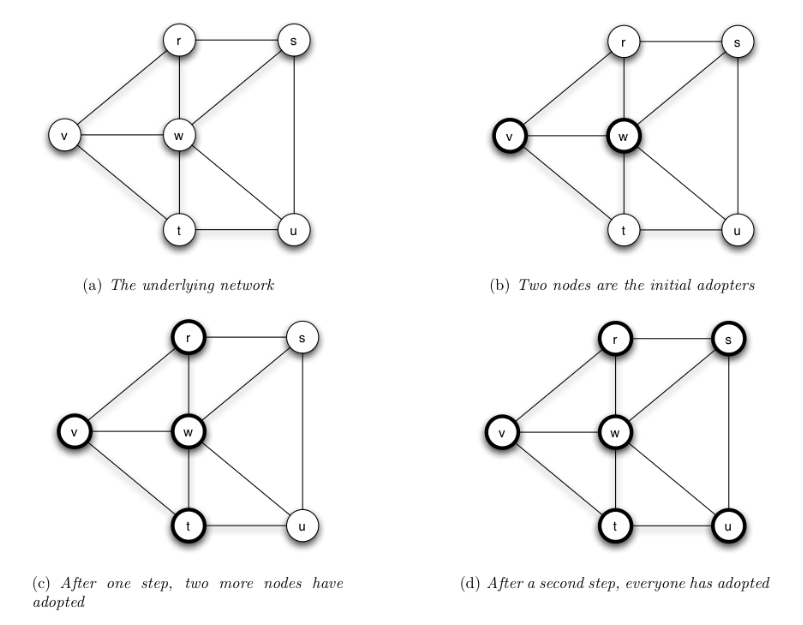 r s
v w
t u
(a) The underlying network
r s
v w
t u
(b) Two nodes are the initial adopters
r s
v w
t u
(c) After one step, two more nodes have
adopted
r s
v w
t u
(d) After a second step, everyone has adopted